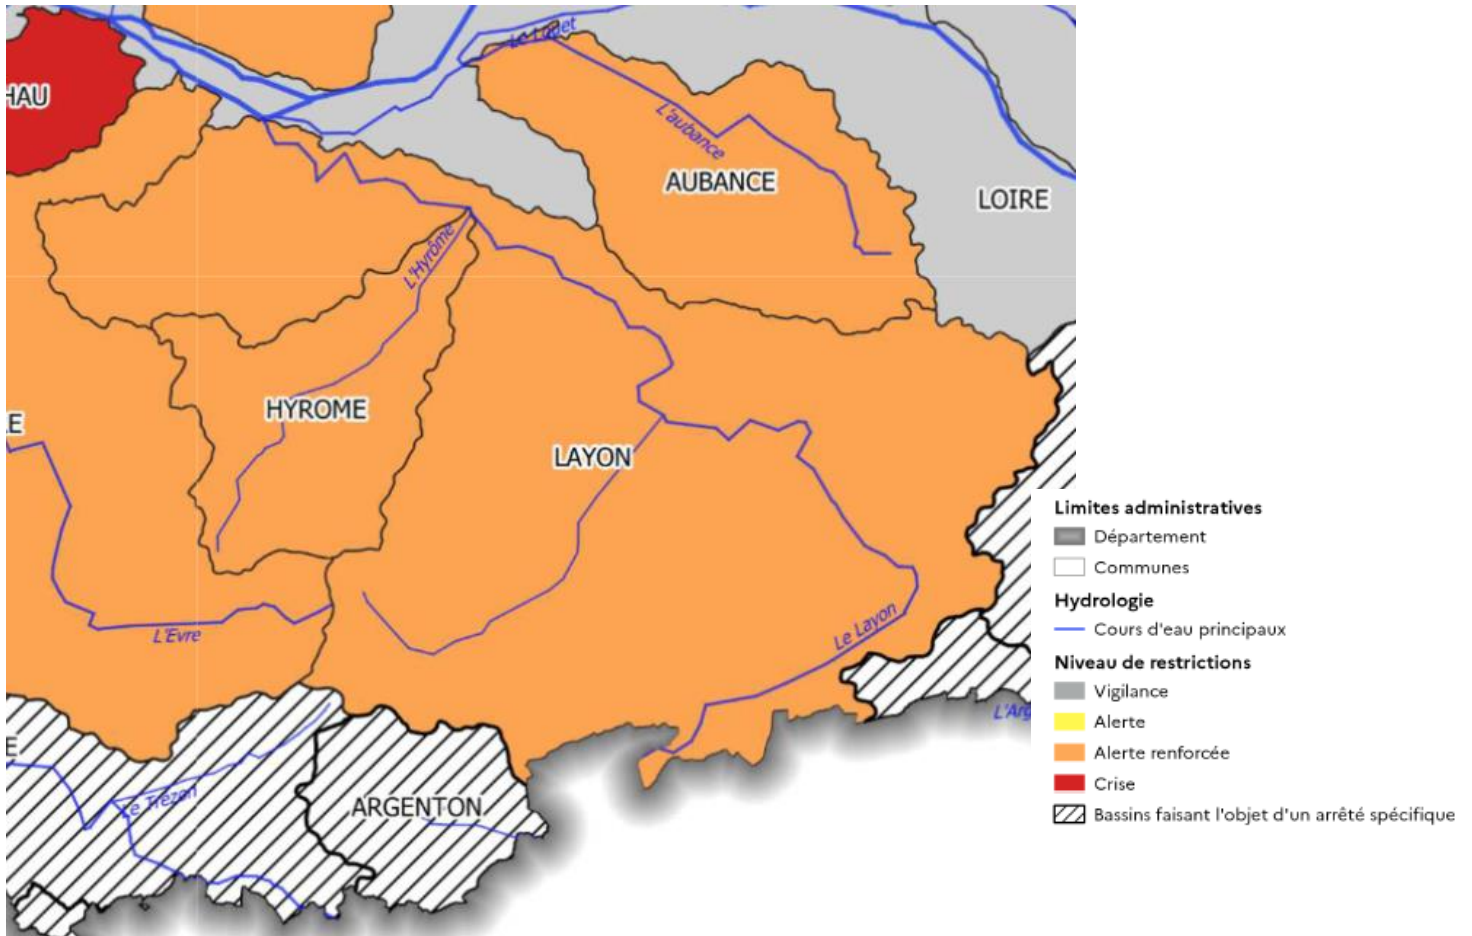 Le Louet
HAU
L'aubance
AUBANCE
LOIRE
L'Hyrôme
HYROME
LAYON
E
L'Evre
Le Layon
L'Arg
E
Le Trezon
ARGENTON
Limites administratives
Département
Communes
Hydrologie
Cours d'eau principaux
Niveau de restrictions
Vigilance
Alerte
Alerte renforcée
Crise
Bassins faisant l'objet d'un arrêté spécifique